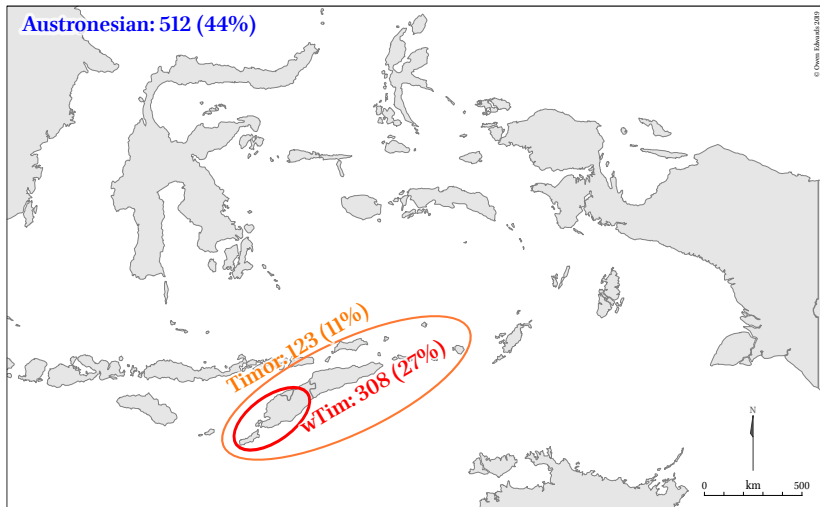 Austronesian: 512 (44%)
© Owen Edwards 2019
Timor: 123 (11%)
wTim: 308 (27%)
N
0 km 500